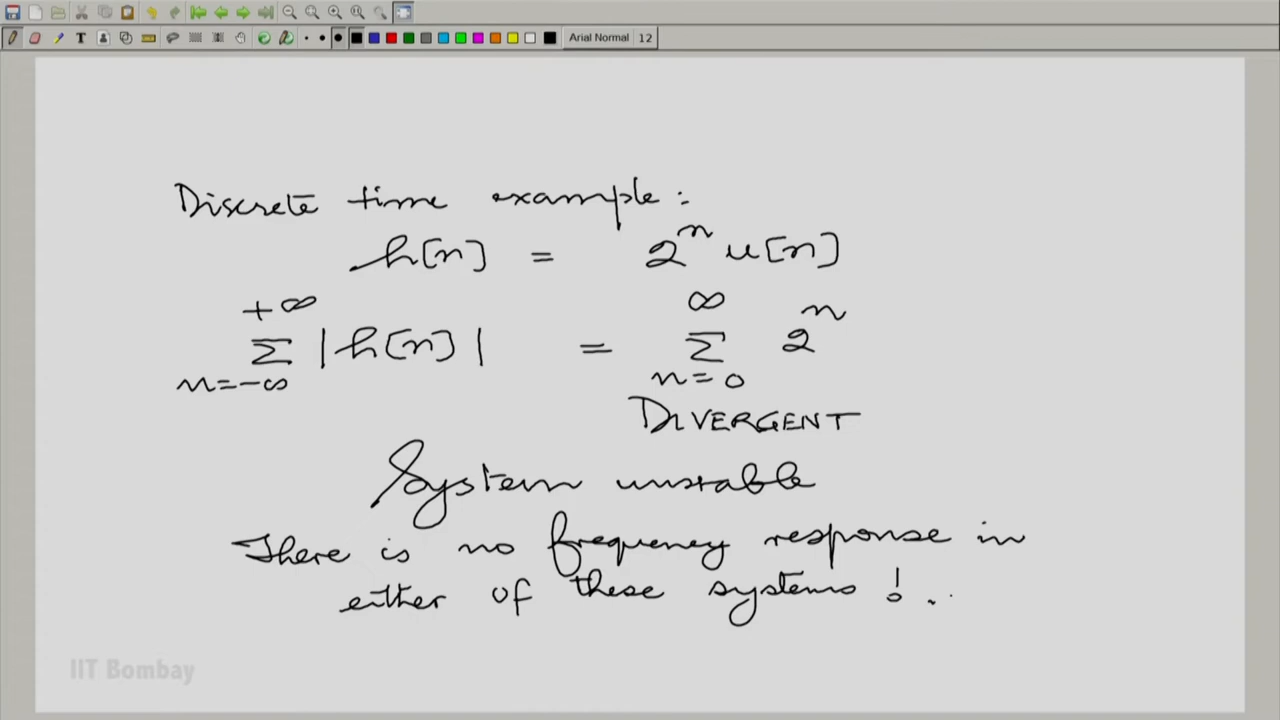 Arial Normal 12
Discrete time example:
h[n] = 2^n u[n]
+∞ ∑ n=-∞ |h[n]| = ∞ ∑ n=0 2^n
DIVERGENT
System unstable
There is no frequency response in
either of these systems!.
IIT Bombay